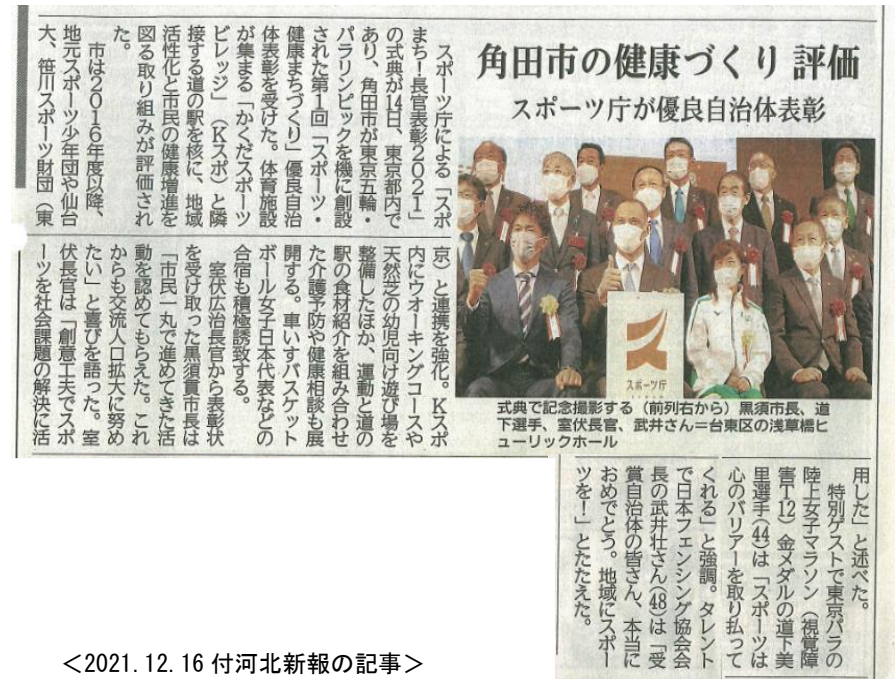 角田市の健康づくり 評価
スポーツ庁が優良自治体表彰
スポーツ庁による「スポ
まち！長官表彰２０２１」
の式典が14日、東京都内で
あり、角田市が東京五輪・
パラリンピックを機に創設
された第１回「スポーツ・
健康まちづくり」優良自治
体表彰を受けた。体育施設
が集まる「かくだスポーツ
ビレッジ」（Ｋスポ）と隣
接する道の駅を核に、地域
活性化と市民の健康増進を
図る取り組みが評価され
た。
市は２０１６年度以降、
地元スポーツ少年団や仙台
大、笹川スポーツ財団（東
京）と連携を強化。Ｋスポ
内にウオーキングコースや
天然芝の幼児向け遊び場を
整備したほか、運動と道の
駅の食材紹介を組み合わせ
た介護予防や健康相談も展
開する。車いすバスケット
ボール女子日本代表などの
合宿も積極誘致する。
室伏広治長官から表彰状
を受け取った黒須貫市長は
「市民一丸で進めてきた活
動を認めてもらえた。これ
からも交流人口拡大に努め
たい」と喜びを語った。室
伏長官は「創意工夫でスポ
ーツを社会課題の解決に活
用した」と述べた。
特別ゲストで東京パラの
陸上女子マラソン（視覚障
害Ｔ12）金メダルの道下美
里選手(44)は「スポーツは
心のバリアーを取り払って
くれる」と強調。タレント
で日本フェンシング協会会
長の武井壮さん(48)は「受
賞自治体の皆さん、本当に
おめでとう。地域にスポー
ツを！」とたたえた。
スポーツ庁
式典で記念撮影する（前列右から）黒須市長、道
下選手、室伏長官、武井さん＝台東区の浅草橋ヒ
ューリックホール
＜2021.12.16付河北新報の記事＞